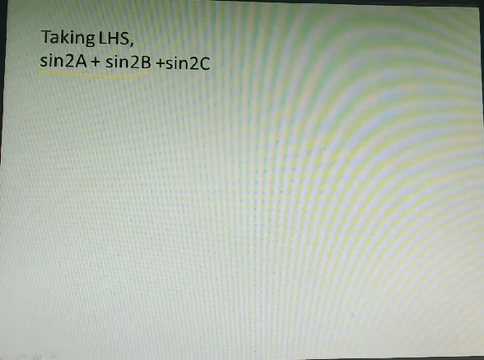 Taking LHS,
sin2A + sin2B +sin2C